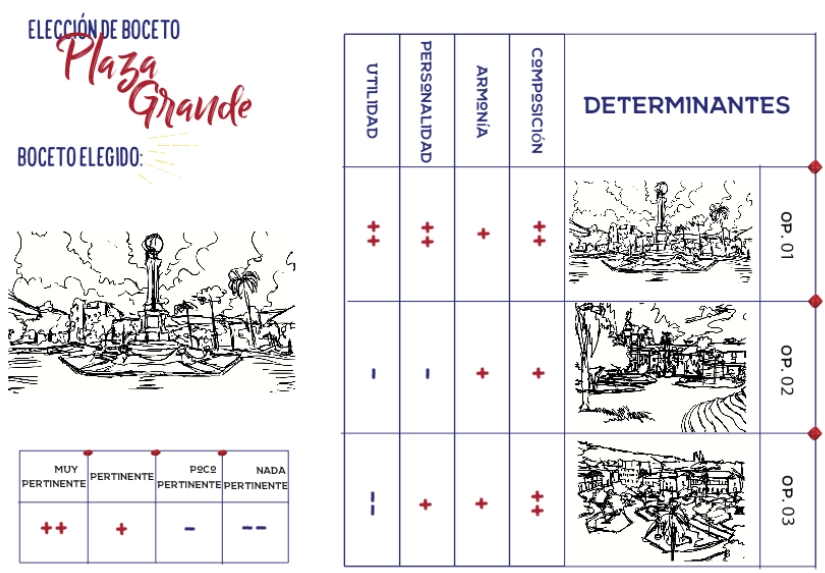 ELECCIÓN DE BOCETO
Plaza
Grande
BOCETO ELEGIDO:
MUY PERTINENTE
PERTINENTE
POCO PERTINENTE
NADA PERTINENTE
++
+
-
--
UTILIDAD
PERSONALIDAD
ARMONÍA
COMPOSICIÓN
DETERMINANTES
++
++
+
++
OP. 01
-
-
+
+
OP. 02
--
+
+
++
OP. 03